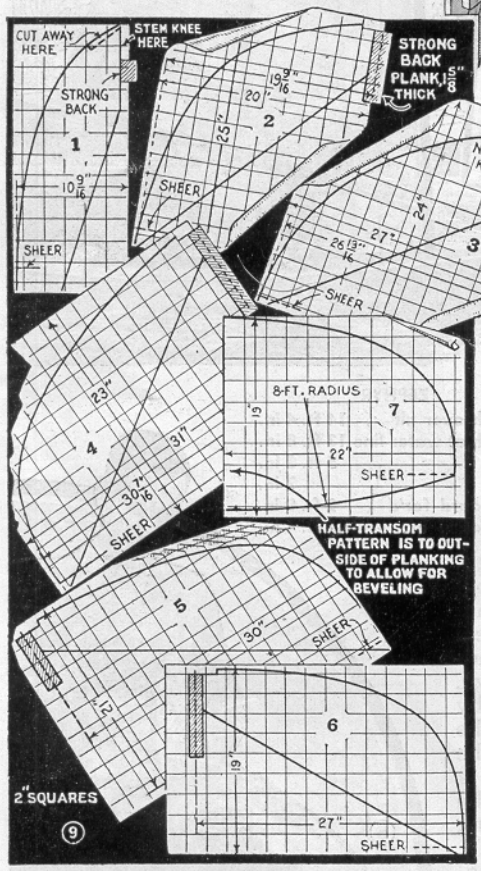 CUT AWAY
HERE
STEM KNEE
HERE
STRONG
BACK
1
10 9/16"
SHEER
19 9/16"
20"
25"
2
SHEER
STRONG
BACK
PLANK, 1 5/8"
THICK
24"
27"
26 13/16"
3
SHEER
23"
4
31"
30 7/16"
SHEER
8-FT. RADIUS
7
19"
22"
SHEER
HALF-TRANSOM
PATTERN IS TO OUT-
SIDE OF PLANKING
TO ALLOW FOR
BEVELING
5
30"
SHEER
21"
6
19"
27"
SHEER
2" SQUARES
9